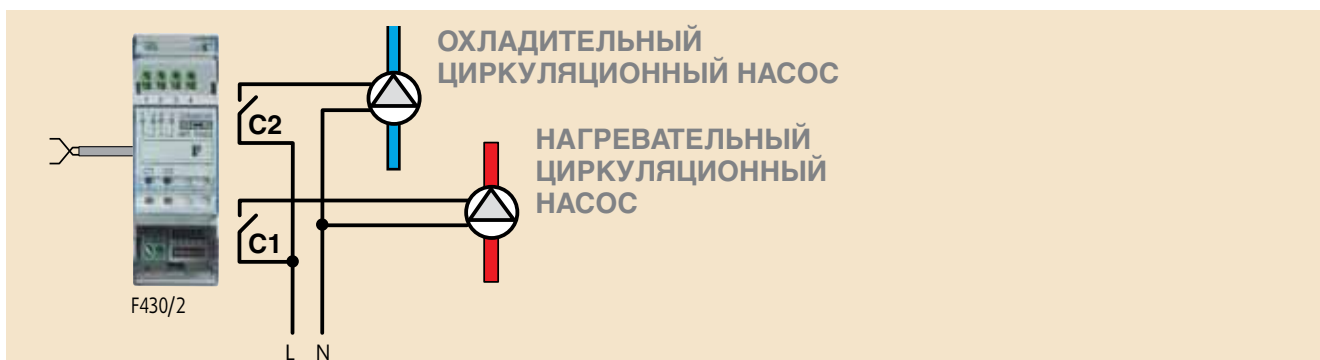 ОХЛАДИТЕЛЬНЫЙ
ЦИРКУЛЯЦИОННЫЙ НАСОС
C2
НАГРЕВАТЕЛЬНЫЙ
ЦИРКУЛЯЦИОННЫЙ
НАСОС
C1
F430/2
L N